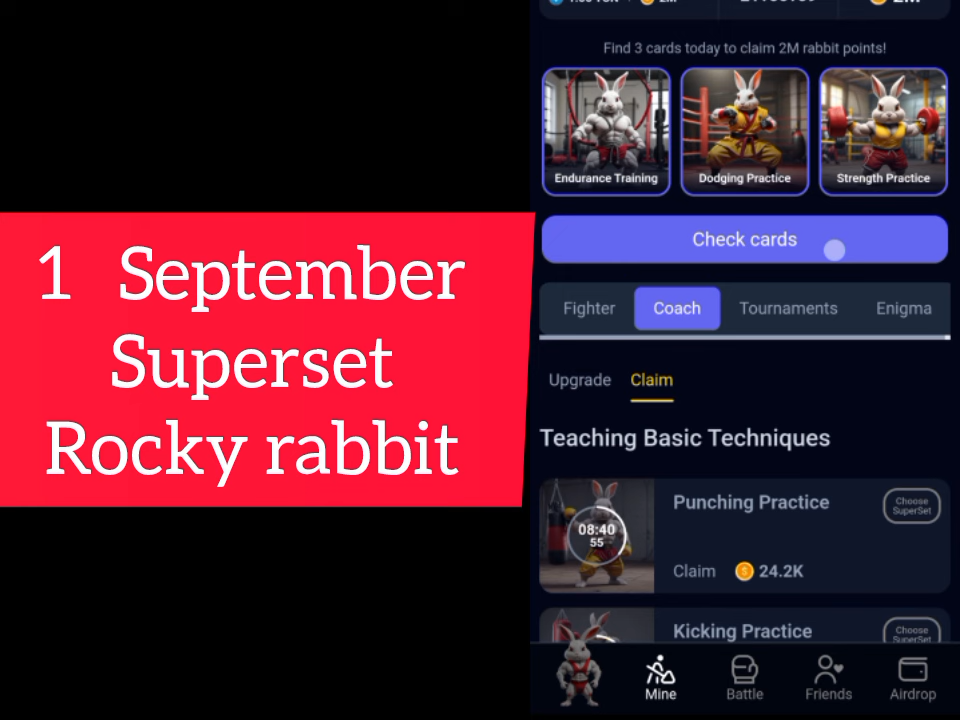 1 September
Superset
Rocky rabbit
Find 3 cards today to claim 2M rabbit points!
Endurance Training
Dodging Practice
Strength Practice
Check cards
Fighter
Coach
Tournaments
Enigma
Upgrade
Claim
Teaching Basic Techniques
Punching Practice
Choose
SuperSet
08:40
55
Claim
24.2K
Kicking Practice
Choose
SuperSet
Mine
Battle
Friends
Airdrop